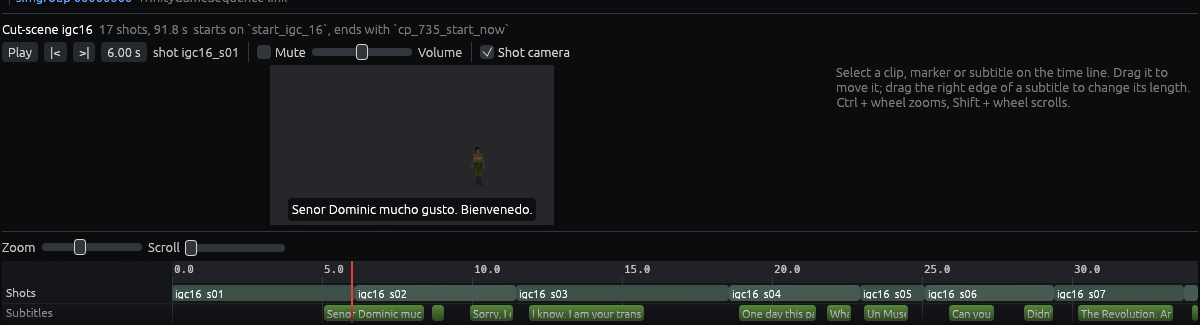 Cut-scene igc16 17 shots, 91.8 s starts on `start_igc_16`, ends with `cp_735_start_now`
Play |< >| 6.00 s shot igc16_s01 Mute Volume Shot camera
Select a clip, marker or subtitle on the time line. Drag it to
move it; drag the right edge of a subtitle to change its length.
Ctrl + wheel zooms, Shift + wheel scrolls.
Senor Dominic mucho gusto. Bienvenedo.
Zoom Scroll
0.0 5.0 10.0 15.0 20.0 25.0 30.0
Shots igc16_s01 igc16_s02 igc16_s03 igc16_s04 igc16_s05 igc16_s06 igc16_s07
Subtitles Senor Dominic muc Sorry, I I know. I am your trans One day this pa Wha Un Muse Can you Didn' The Revolution. Ar